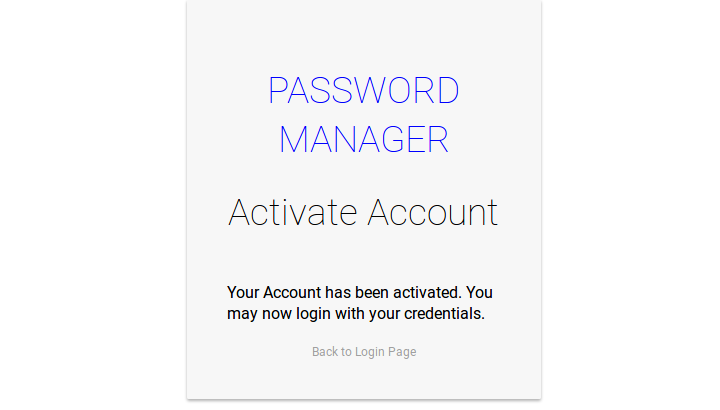 PASSWORD
MANAGER
Activate Account
Your Account has been activated. You
may now login with your credentials.
Back to Login Page